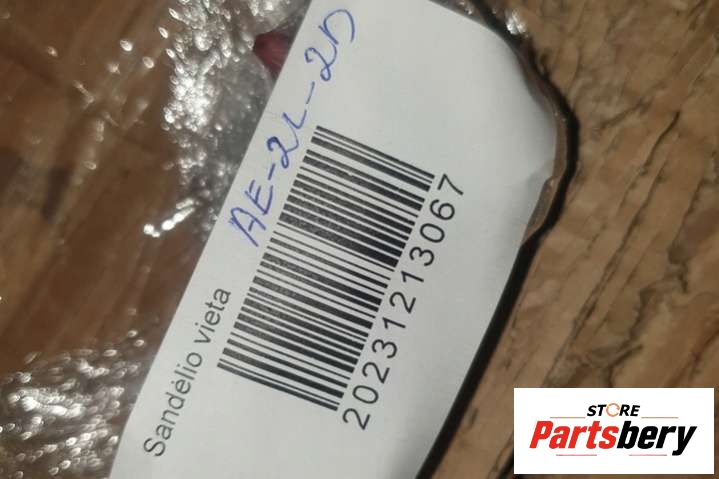 Sandėlio vieta AE-2L-2D
20231213067
STORE
Partsbery